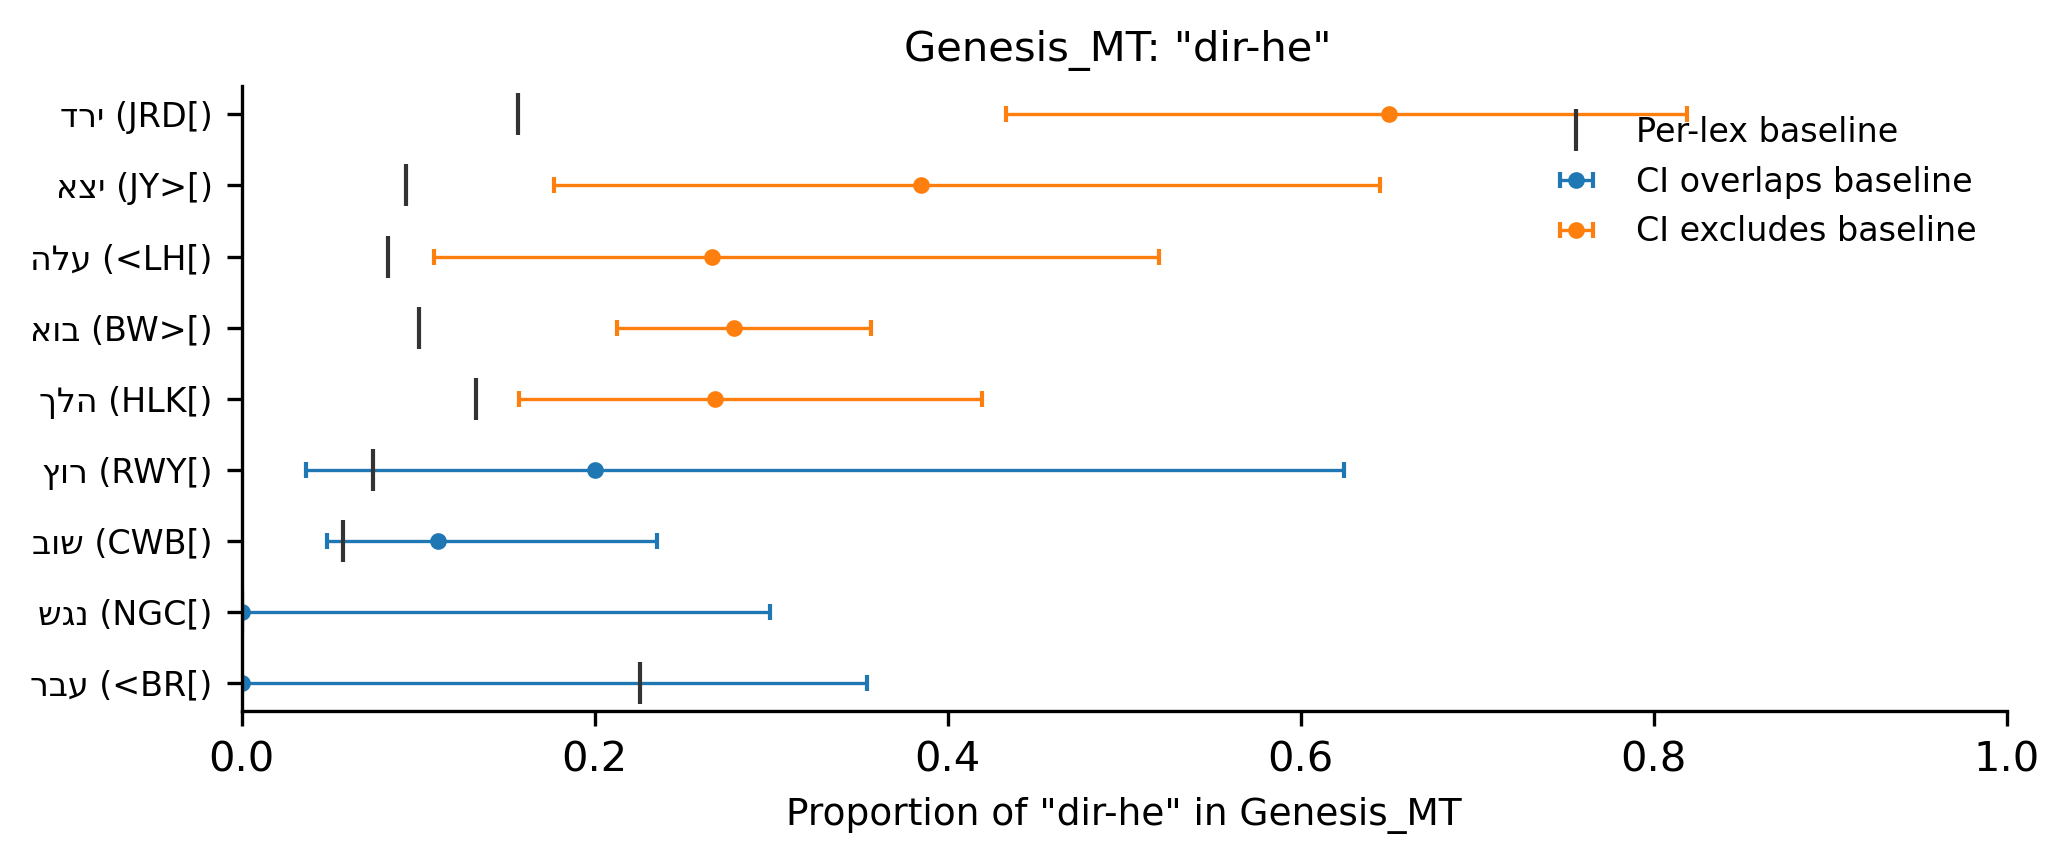 Genesis_MT: "dir-he"
ירד (JRD[)
יצא (JY>[)
עלה (<LH[)
בוא (BW>[)
הלך (HLK[)
רוץ (RWY[)
שוב (CWB[)
נגש (NGC[)
עבר (<BR[)
Per-lex baseline
CI overlaps baseline
CI excludes baseline
0.0 0.2 0.4 0.6 0.8 1.0
Proportion of "dir-he" in Genesis_MT